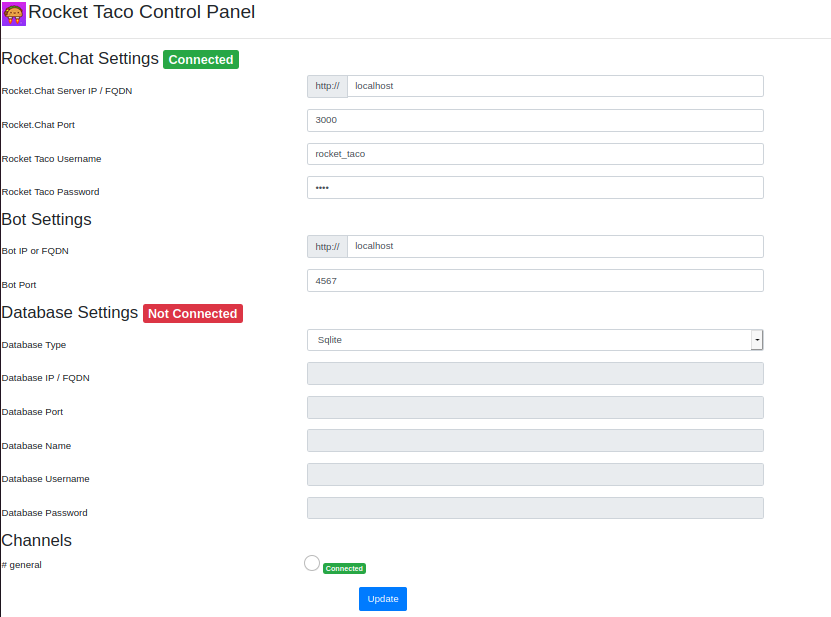 Rocket Taco Control Panel
Rocket.Chat Settings Connected
Rocket.Chat Server IP / FQDN http:// localhost
Rocket.Chat Port 3000
Rocket Taco Username rocket_taco
Rocket Taco Password ••••
Bot Settings
Bot IP or FQDN http:// localhost
Bot Port 4567
Database Settings Not Connected
Database Type Sqlite
Database IP / FQDN
Database Port
Database Name
Database Username
Database Password
Channels
# general Connected
Update